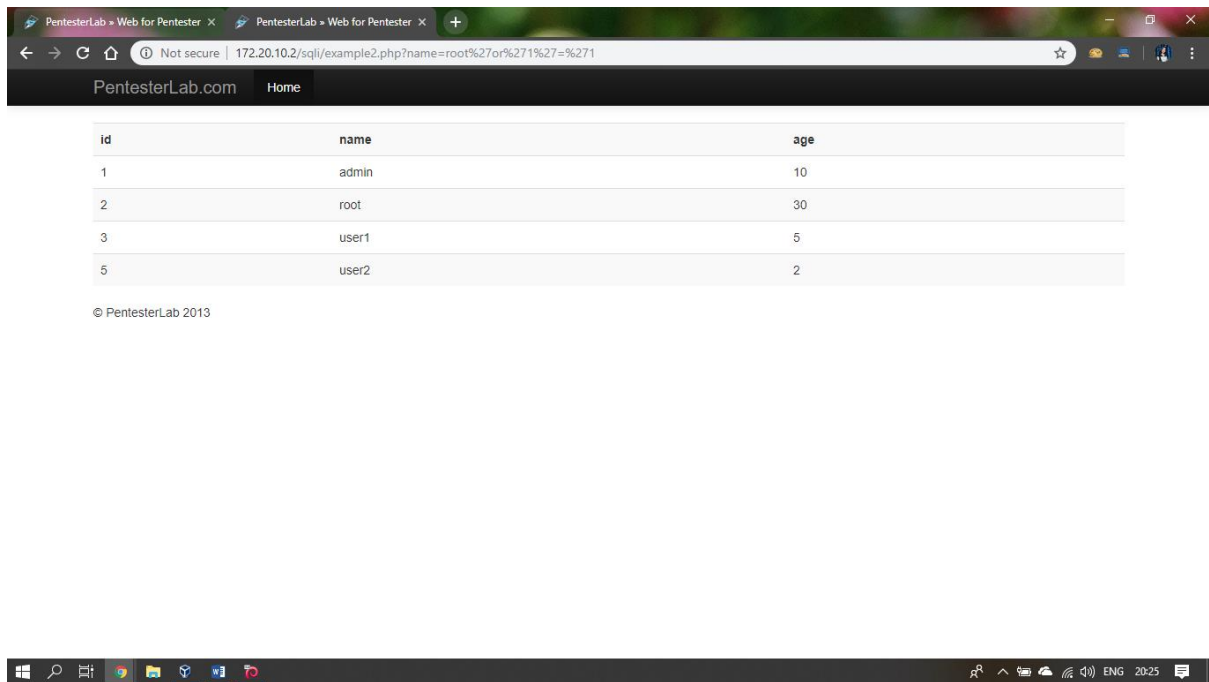 PentesterLab » Web for Pentester
PentesterLab » Web for Pentester
Not secure | 172.20.10.2/sqli/example2.php?name=root%27or%271%27=%271
PentesterLab.com Home
id name age
1 admin 10
2 root 30
3 user1 5
5 user2 2
© PentesterLab 2013
ENG 20:25